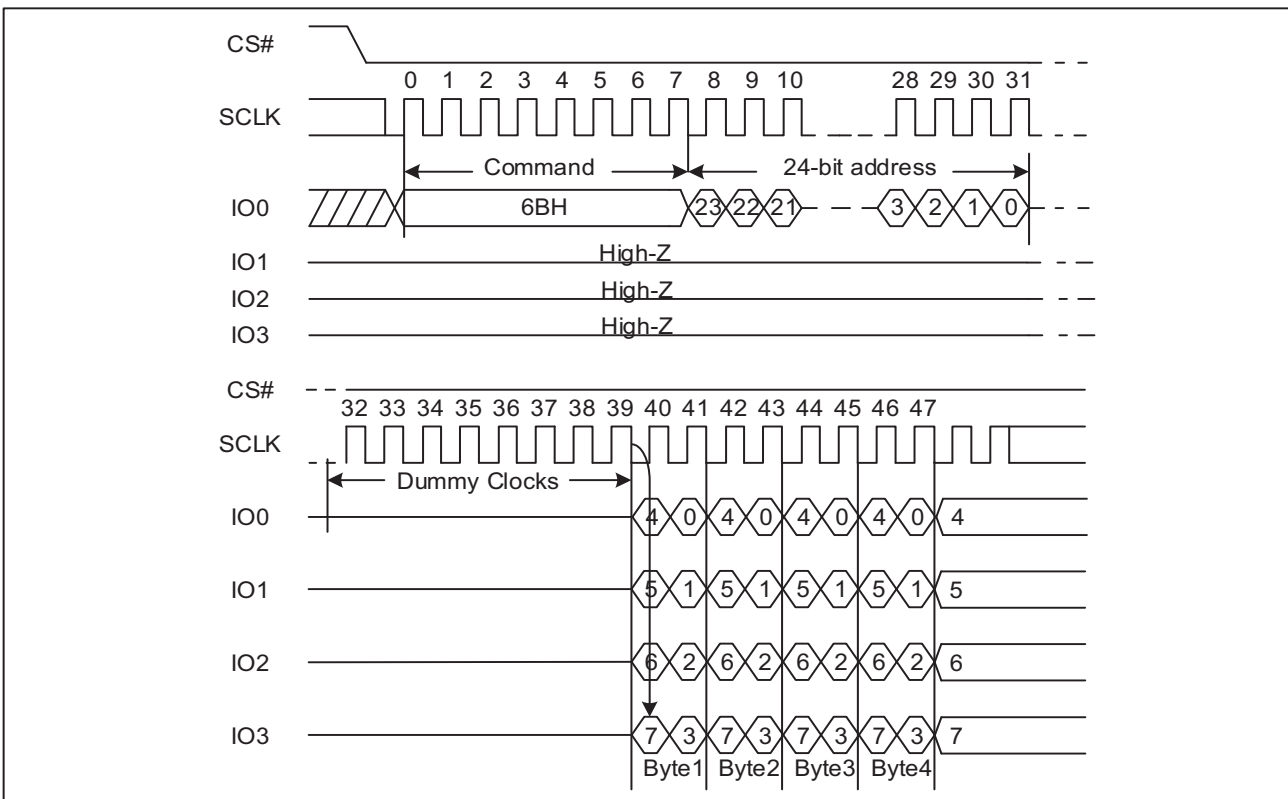 CS#
0 1 2 3 4 5 6 7 8 9 10 28 29 30 31
SCLK
Command 24-bit address
IO0 6BH 23 22 21 3 2 1 0
IO1 High-Z
IO2 High-Z
IO3 High-Z
CS#
32 33 34 35 36 37 38 39 40 41 42 43 44 45 46 47
SCLK
Dummy Clocks
IO0 4 0 4 0 4 0 4 0 4
IO1 5 1 5 1 5 1 5 1 5
IO2 6 2 6 2 6 2 6 2 6
IO3 7 3 7 3 7 3 7 3 7
Byte1 Byte2 Byte3 Byte4